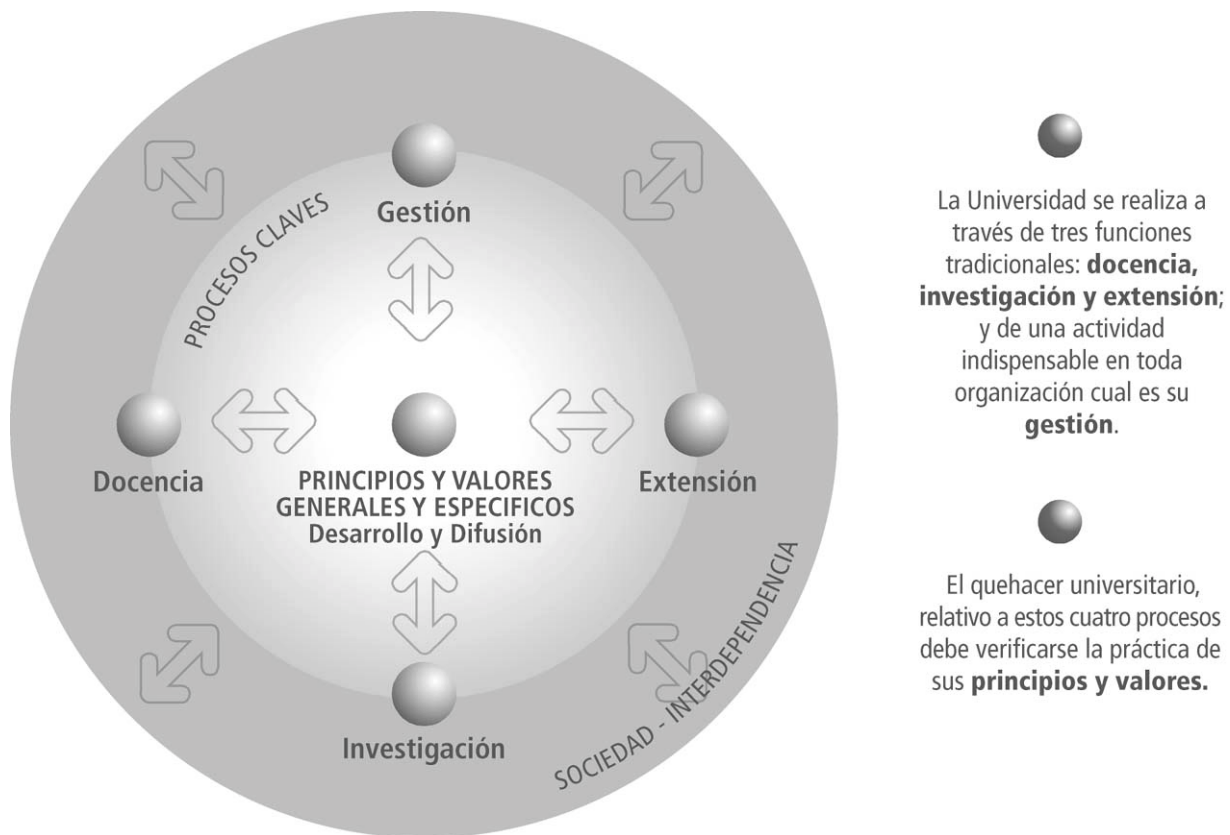 Gestión
PROCESOS CLAVES
Docencia
PRINCIPIOS Y VALORES
GENERALES Y ESPECIFICOS
Desarrollo y Difusión
Extensión
Investigación
SOCIEDAD - INTERDEPENDENCIA
La Universidad se realiza a
través de tres funciones
tradicionales: docencia,
investigación y extensión;
y de una actividad
indispensable en toda
organización cual es su
gestión.
El quehacer universitario,
relativo a estos cuatro procesos
debe verificarse la práctica de
sus principios y valores.